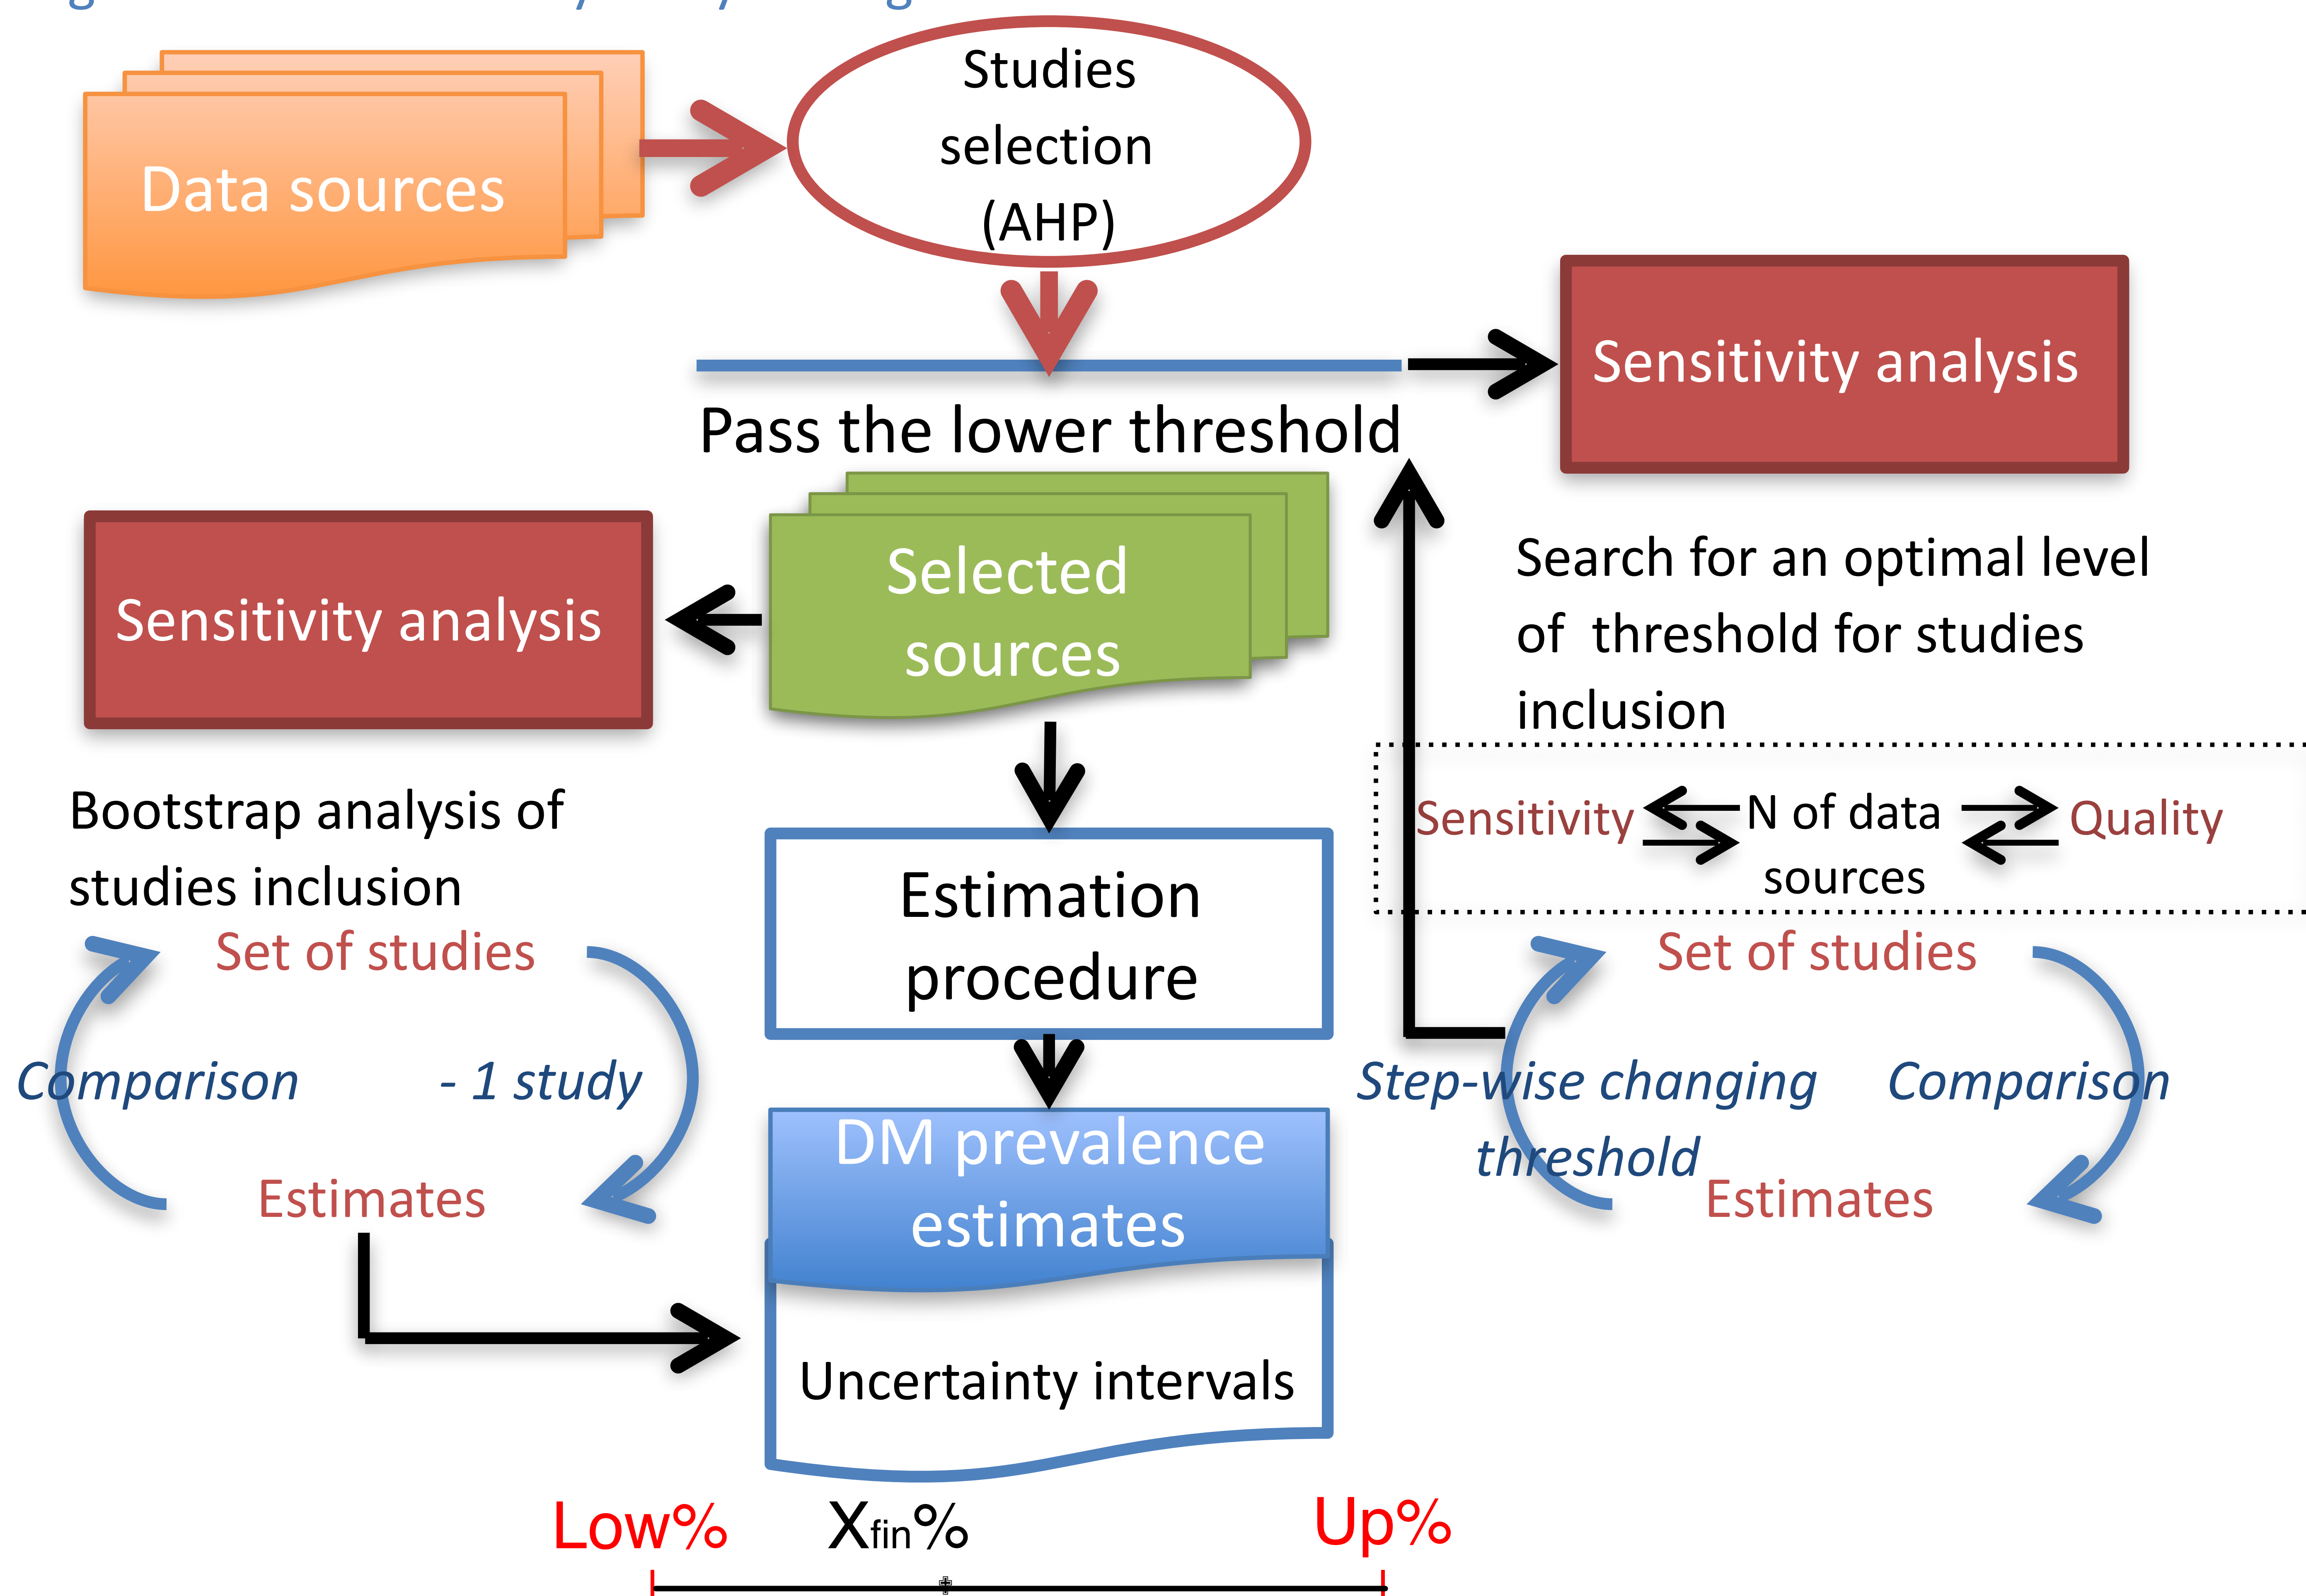 Data sources
Studies
selection
(AHP)
Sensitivity analysis
Pass the lower threshold
Selected
sources
Sensitivity analysis
Search for an optimal level
of threshold for studies
inclusion
Sensitivity
N of data
sources
Quality
Bootstrap analysis of
studies inclusion
Set of studies
Comparison
- 1 study
Estimates
Estimation
procedure
Set of studies
Step-wise changing
threshold
Comparison
Estimates
DM prevalence
estimates
Uncertainty intervals
Low%
Xfin%
Up%